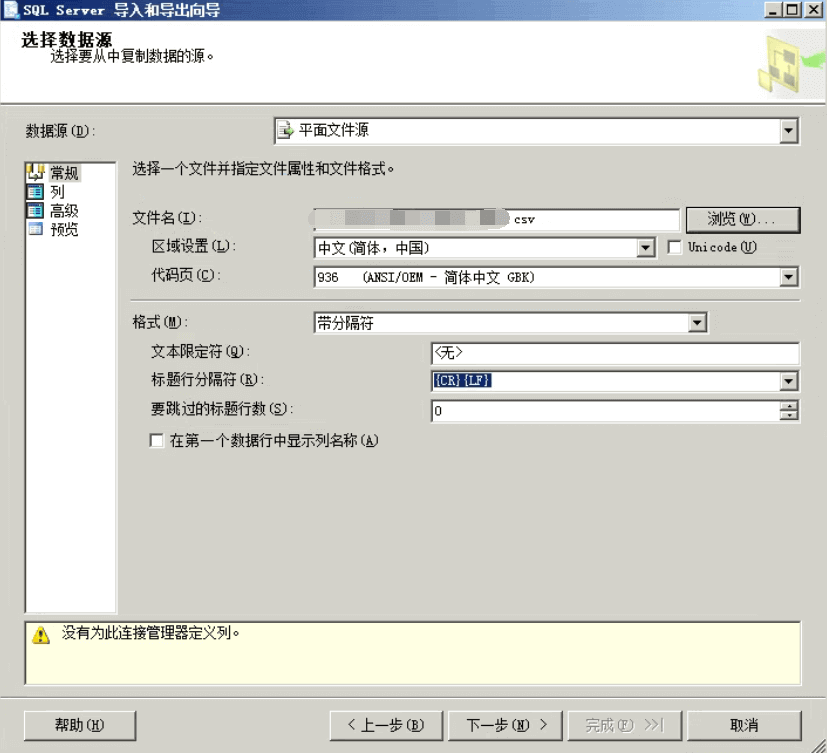 SQL Server 导入和导出向导
选择数据源
选择要从中复制数据的源。
数据源(D): 平面文件源
常规
列
高级
预览
选择一个文件并指定文件属性和文件格式。
文件名(I): csv 浏览(W)...
区域设置(L): 中文(简体，中国) Unicode(U)
代码页(C): 936 (ANSI/OEM - 简体中文 GBK)
格式(M): 带分隔符
文本限定符(Q): <无>
标题行分隔符(R): {CR}{LF}
要跳过的标题行数(S): 0
在第一个数据行中显示列名称(A)
没有为此连接管理器定义列。
帮助(H) < 上一步(B) 下一步(N) > 完成(F) >>| 取消